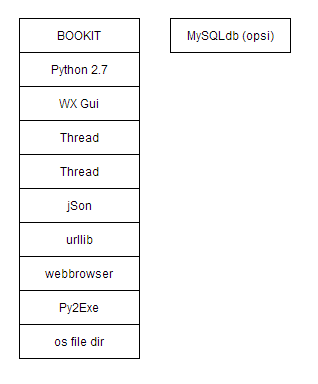 BOOKIT
Python 2.7
WX Gui
Thread
Thread
jSon
urllib
webbrowser
Py2Exe
os file dir
MySQLdb (opsi)